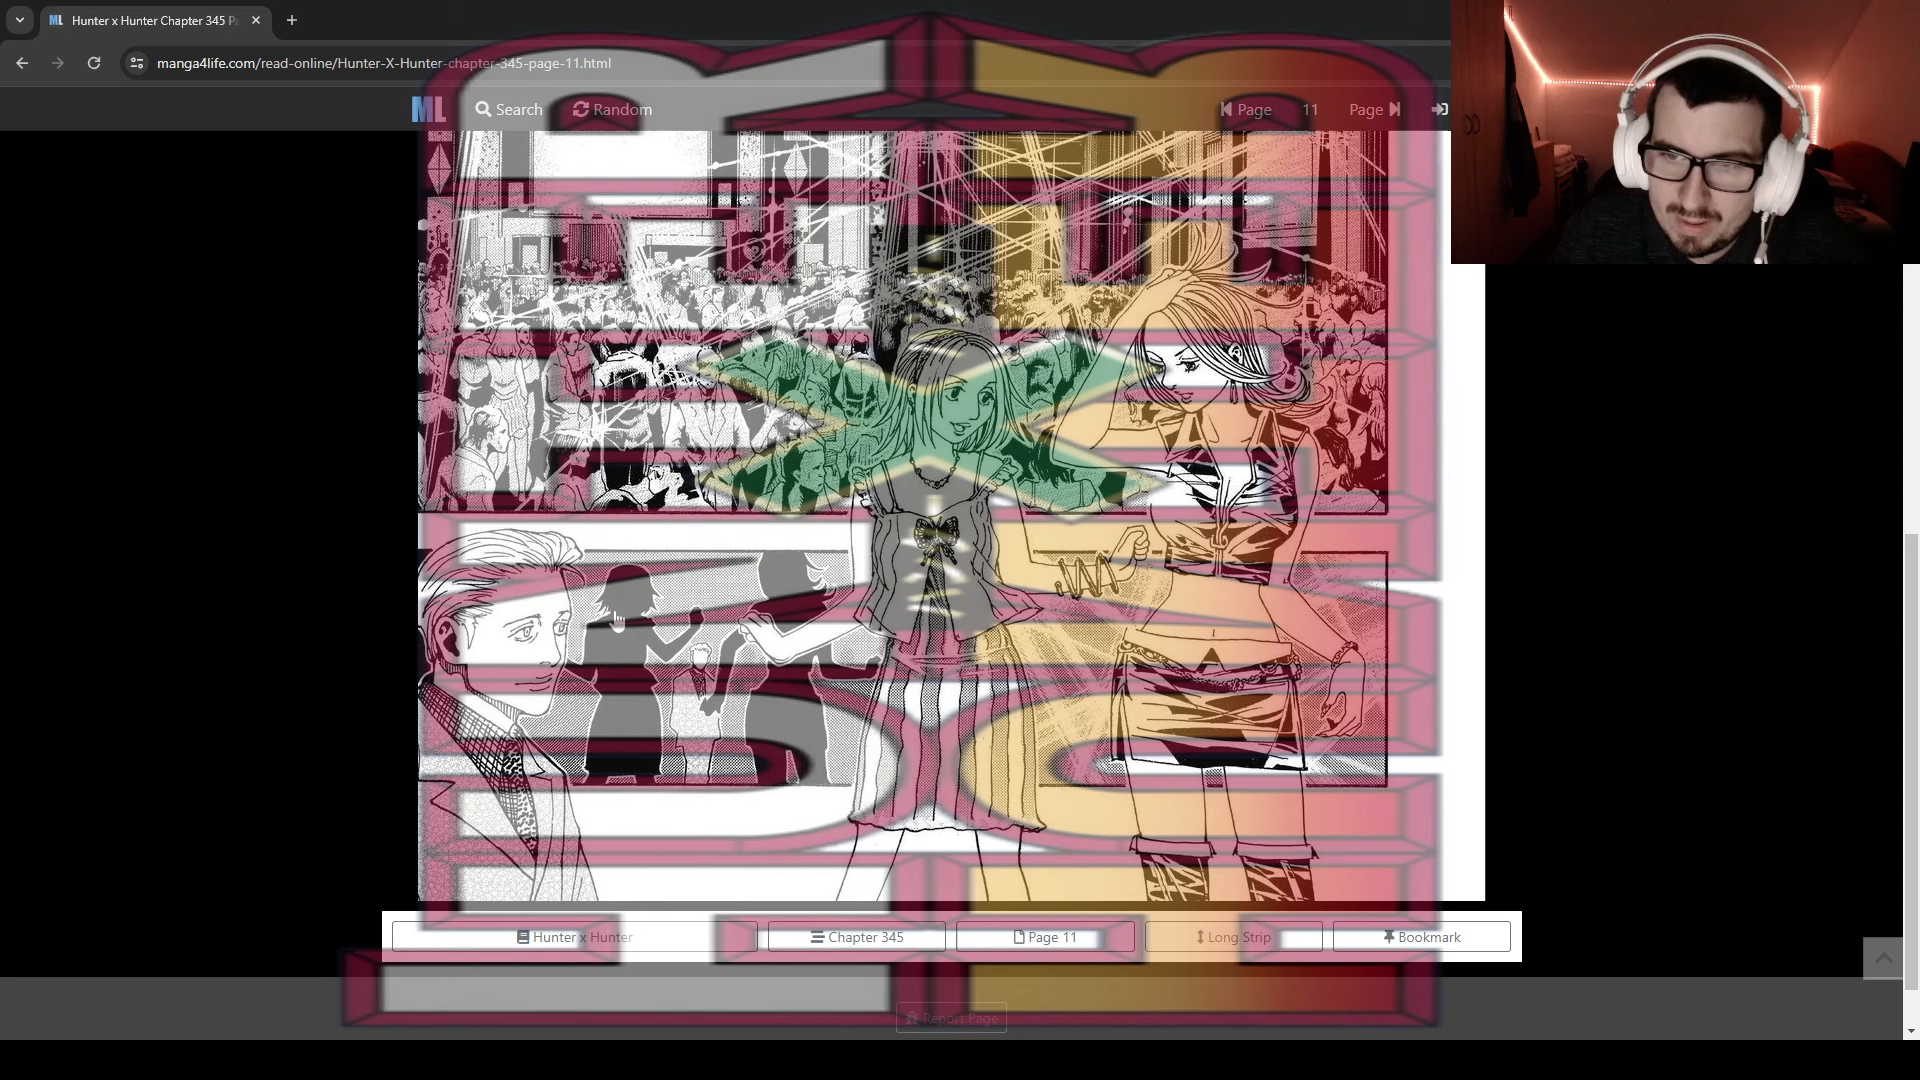 Hunter x Hunter Chapter 345 P
manga4life.com/read-online/Hunter-X-Hunter-chapter-345-page-11.html
ML Search Random Page 11 Page
Hunter x Hunter Chapter 345 Page 11 Long Strip Bookmark
Report Page